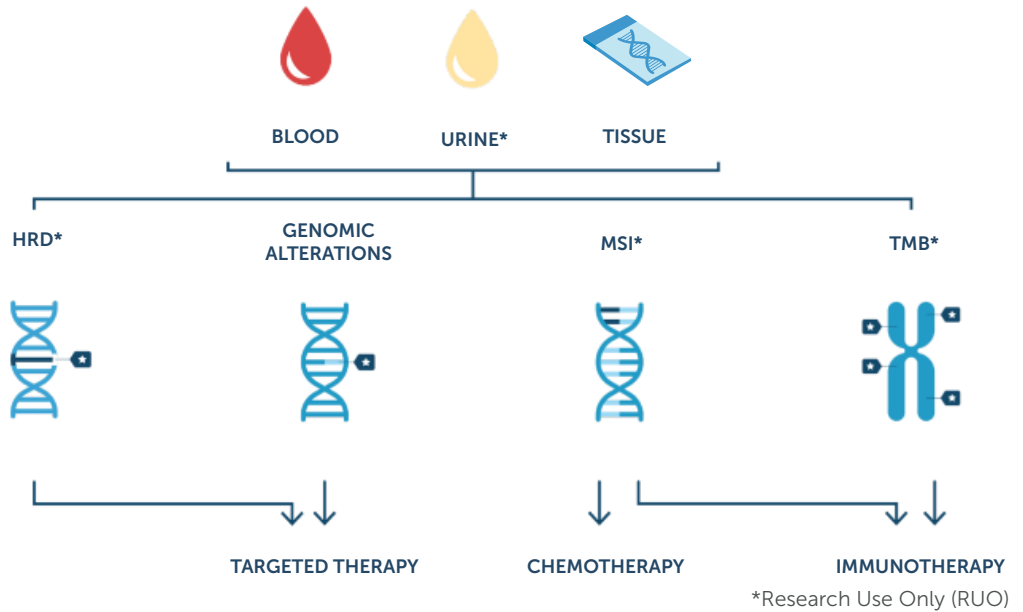 BLOOD
URINE*
TISSUE
HRD*
GENOMIC
ALTERATIONS
MSI*
TMB*
TARGETED THERAPY
CHEMOTHERAPY
IMMUNOTHERAPY
*Research Use Only (RUO)